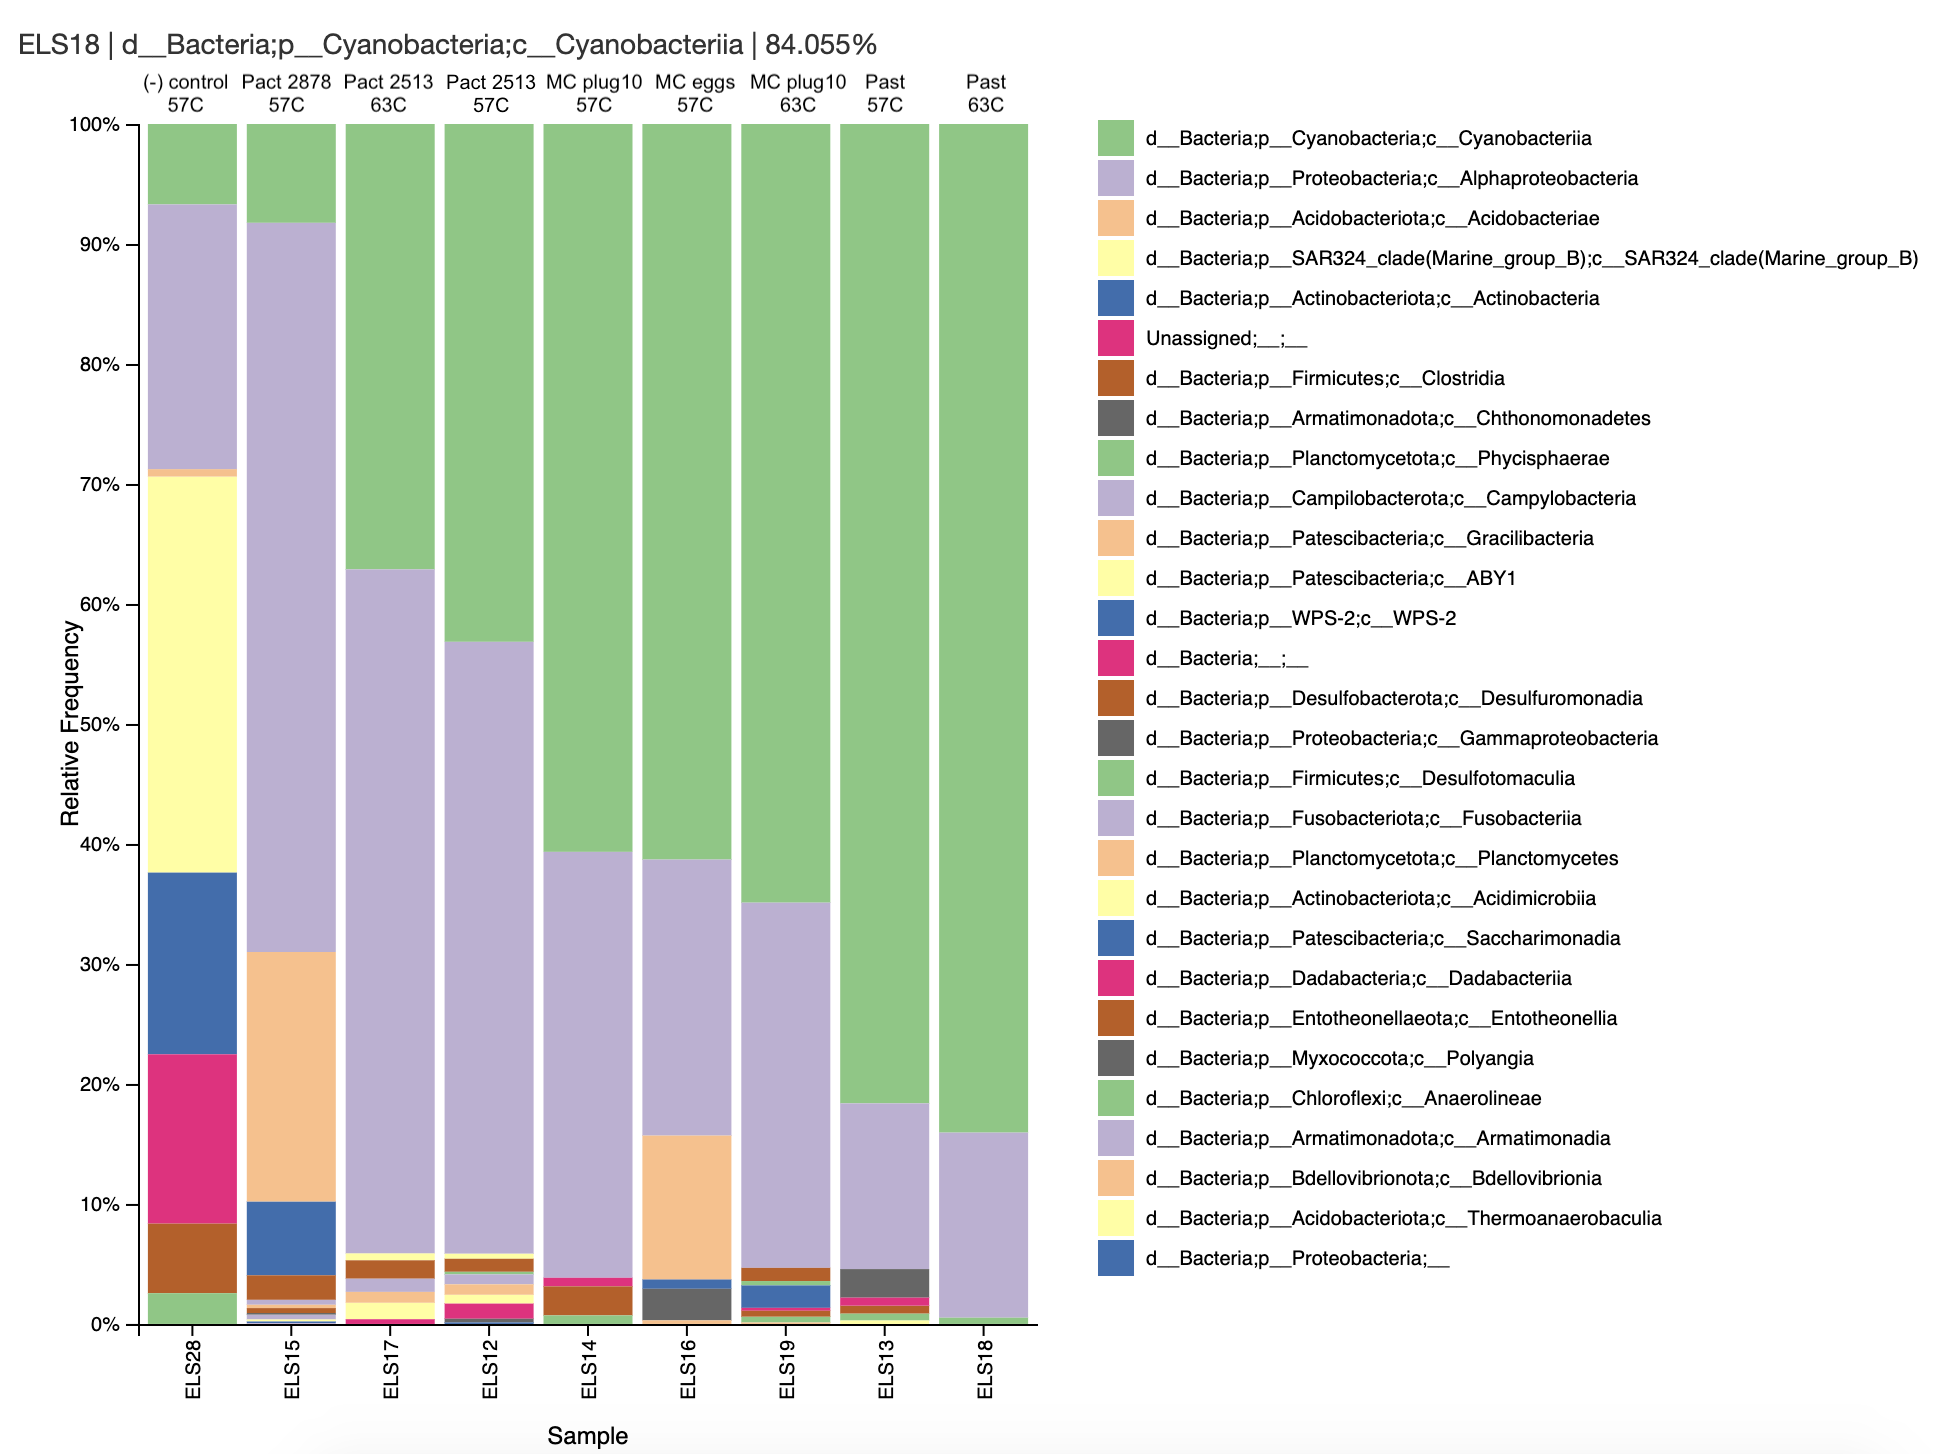 ELS18 | d__Bacteria;p__Cyanobacteria;c__Cyanobacteriia | 84.055%
(-) control Pact 2878 Pact 2513 Pact 2513 MC plug10 MC eggs MC plug10 Past Past
57C 57C 63C 57C 57C 57C 63C 57C 63C
100%
90%
80%
70%
60%
50%
40%
30%
20%
10%
0%
Relative Frequency
ELS28
ELS15
ELS17
ELS12
ELS14
ELS16
ELS19
ELS13
ELS18
Sample
d__Bacteria;p__Cyanobacteria;c__Cyanobacteriia
d__Bacteria;p__Proteobacteria;c__Alphaproteobacteria
d__Bacteria;p__Acidobacteriota;c__Acidobacteriae
d__Bacteria;p__SAR324_clade(Marine_group_B);c__SAR324_clade(Marine_group_B)
d__Bacteria;p__Actinobacteriota;c__Actinobacteria
Unassigned;__;__
d__Bacteria;p__Firmicutes;c__Clostridia
d__Bacteria;p__Armatimonadota;c__Chthonomonadetes
d__Bacteria;p__Planctomycetota;c__Phycisphaerae
d__Bacteria;p__Campilobacterota;c__Campylobacteria
d__Bacteria;p__Patescibacteria;c__Gracilibacteria
d__Bacteria;p__Patescibacteria;c__ABY1
d__Bacteria;p__WPS-2;c__WPS-2
d__Bacteria;__;__
d__Bacteria;p__Desulfobacterota;c__Desulfuromonadia
d__Bacteria;p__Proteobacteria;c__Gammaproteobacteria
d__Bacteria;p__Firmicutes;c__Desulfotomaculia
d__Bacteria;p__Fusobacteriota;c__Fusobacteriia
d__Bacteria;p__Planctomycetota;c__Planctomycetes
d__Bacteria;p__Actinobacteriota;c__Acidimicrobiia
d__Bacteria;p__Patescibacteria;c__Saccharimonadia
d__Bacteria;p__Dadabacteria;c__Dadabacteriia
d__Bacteria;p__Entotheonellaeota;c__Entotheonellia
d__Bacteria;p__Myxococcota;c__Polyangia
d__Bacteria;p__Chloroflexi;c__Anaerolineae
d__Bacteria;p__Armatimonadota;c__Armatimonadia
d__Bacteria;p__Bdellovibrionota;c__Bdellovibrionia
d__Bacteria;p__Acidobacteriota;c__Thermoanaerobaculia
d__Bacteria;p__Proteobacteria;__